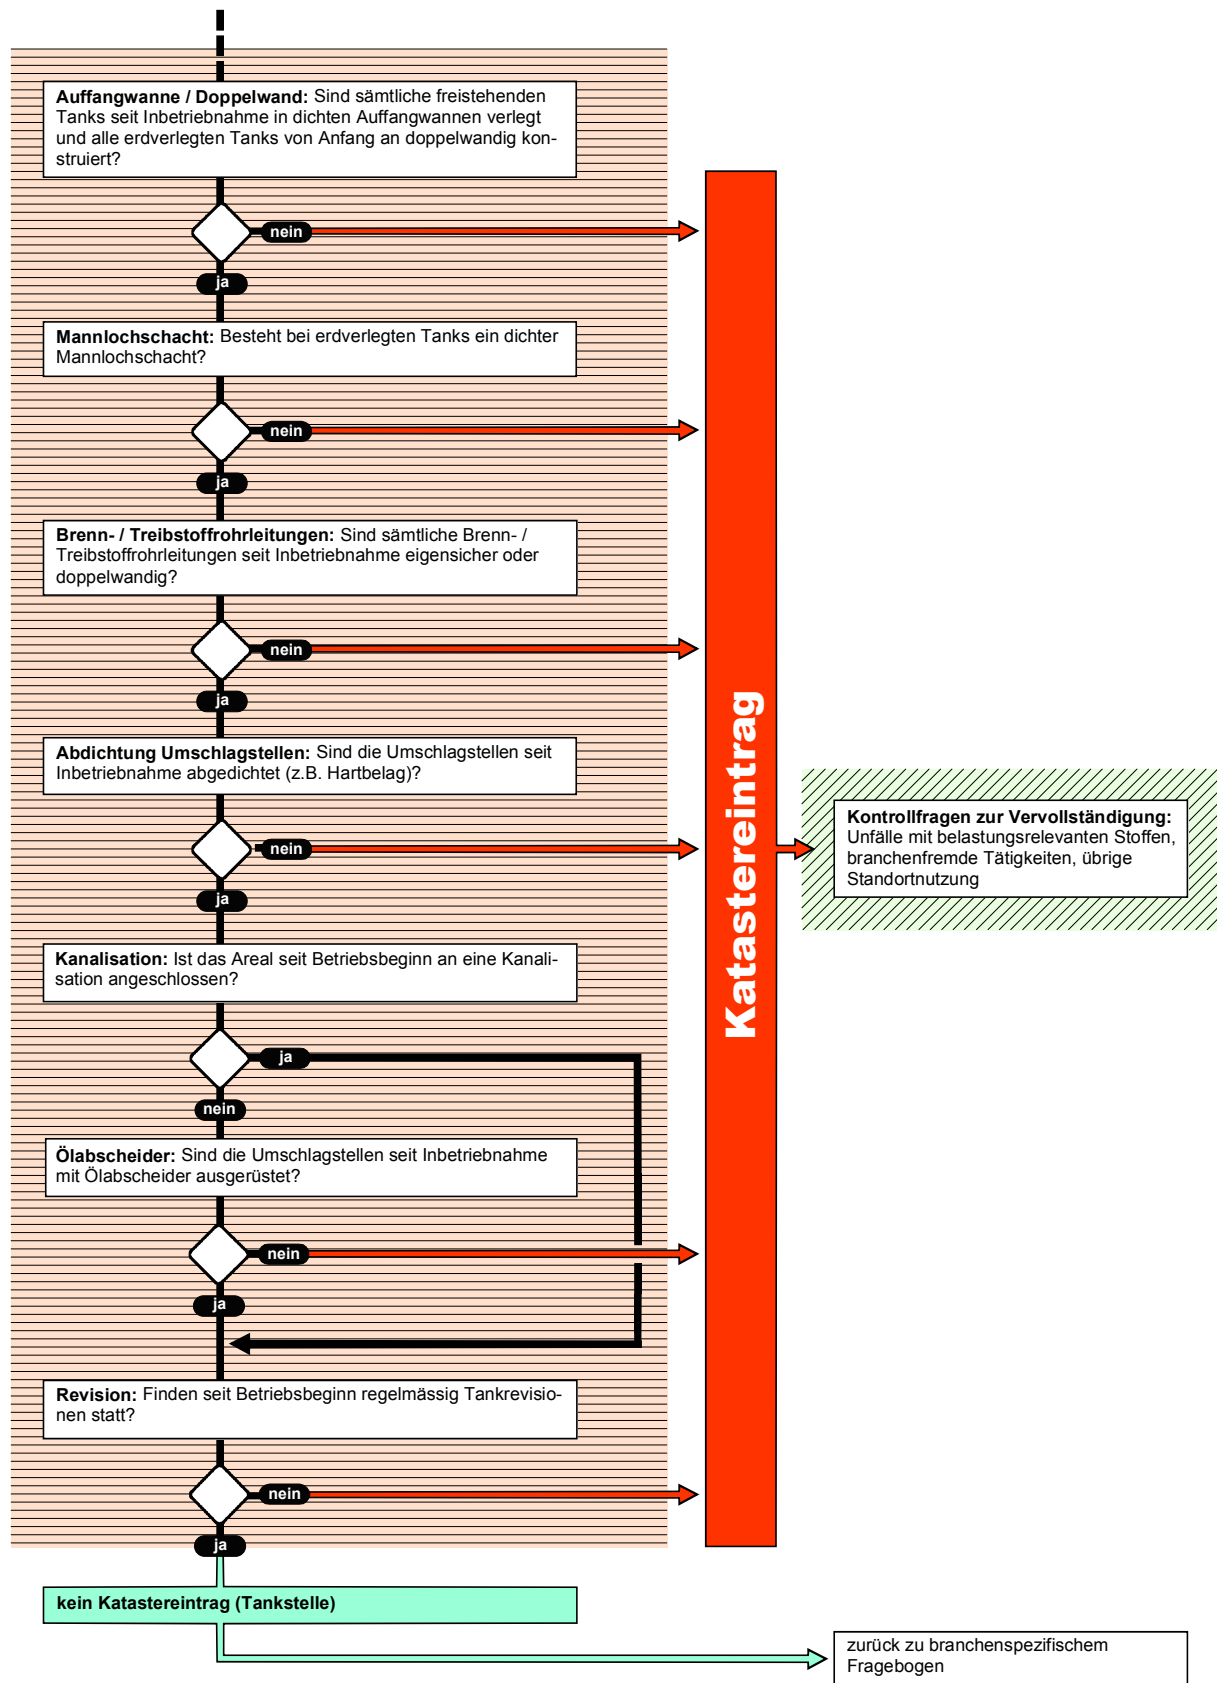 Auffangwanne / Doppelwand: Sind sämtliche freistehenden
Tanks seit Inbetriebnahme in dichten Auffangwannen verlegt
und alle erdverlegten Tanks von Anfang an doppelwandig kon-
struiert?
nein
ja
Mannlochschacht: Besteht bei erdverlegten Tanks ein dichter
Mannlochschacht?
nein
ja
Brenn- / Treibstoffrohrleitungen: Sind sämtliche Brenn- /
Treibstoffrohrleitungen seit Inbetriebnahme eigensicher oder
doppelwandig?
nein
ja
Abdichtung Umschlagstellen: Sind die Umschlagstellen seit
Inbetriebnahme abgedichtet (z.B. Hartbelag)?
nein
ja
Kanalisation: Ist das Areal seit Betriebsbeginn an eine Kanali-
sation angeschlossen?
ja
nein
Ölabscheider: Sind die Umschlagstellen seit Inbetriebnahme
mit Ölabscheider ausgerüstet?
nein
ja
Revision: Finden seit Betriebsbeginn regelmässig Tankrevisio-
nen statt?
nein
ja
Katastereintrag
Kontrollfragen zur Vervollständigung:
Unfälle mit belastungsrelevanten Stoffen,
branchenfremde Tätigkeiten, übrige
Standortnutzung
kein Katastereintrag (Tankstelle)
zurück zu branchenspezifischem
Fragebogen